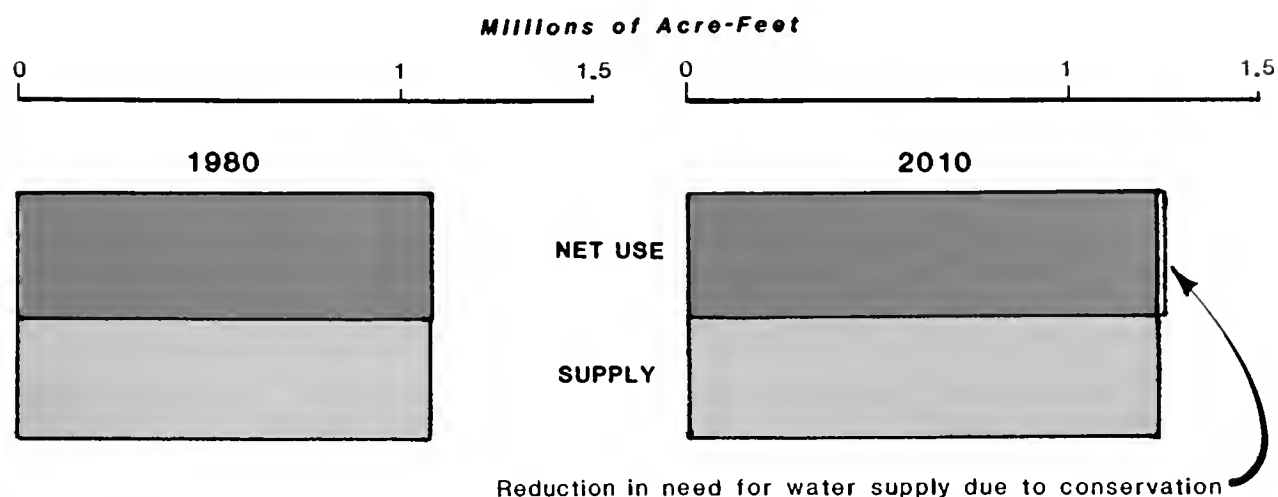 Millions of Acre-Feet
0 1 1.5 0 1 1.5
1980 2010
NET USE
SUPPLY
Reduction in need for water supply due to conservation